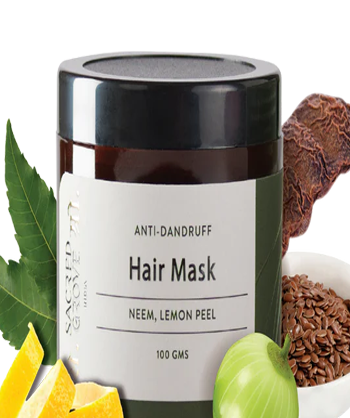 SACRED
GROVE
ANTI-DANDRUFF
Hair Mask
NEEM, LEMON PEEL
100 GMS